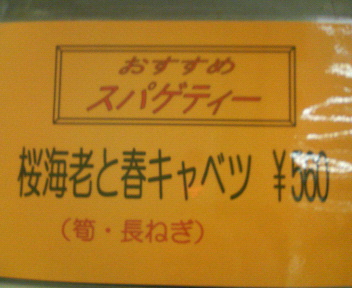 おすすめ
スパゲティー
桜海老と春キャベツ ¥560
（筍・長ねぎ）